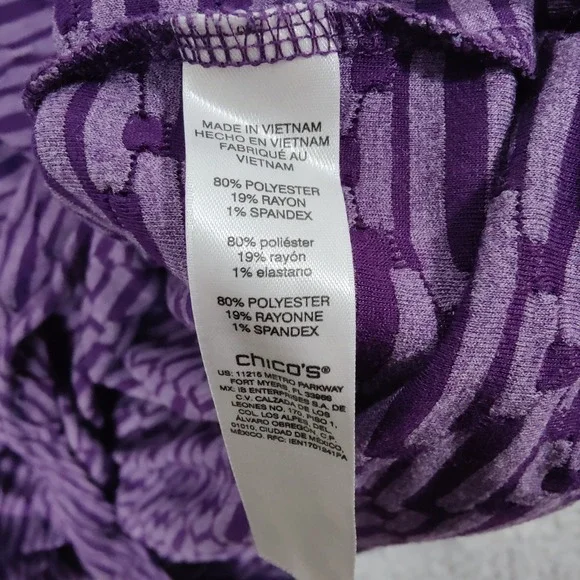 MADE IN VIETNAM
HECHO EN VIETNAM
FABRIQUÉ AU
VIETNAM
80% POLYESTER
19% RAYON
1% SPANDEX
80% poliéster
19% rayón
1% elastano
80% POLYESTER
19% RAYONNE
1% SPANDEX
chico's®
US: 11215 METRO PARKWAY
FORT MYERS, FL 33966
MX: IB ENTERPRISES S.A. DE
C.V. CALZADA DE LOS
LEONES NO. 170, PISO 1,
COL. LOS ALPES, DEL.
ÁLVARO OBREGÓN, C.P.
01010, CIUDAD DE MÉXICO,
MÉXICO. RFC: IEN1701241PA